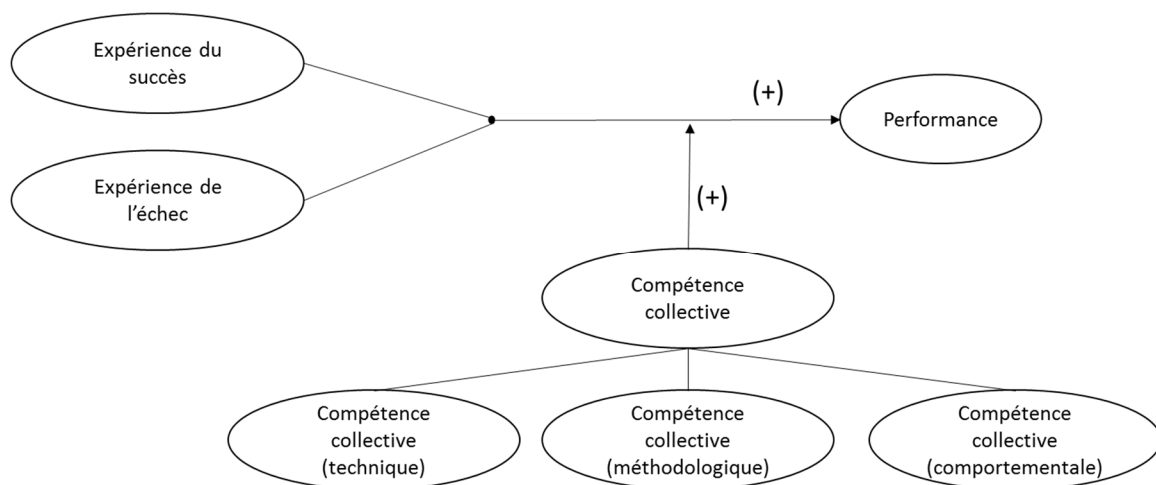 Expérience du
succès
(+)
Performance
Expérience de
l'échec
(+)
Compétence
collective
Compétence
collective
(technique)
Compétence
collective
(méthodologique)
Compétence
collective
(comportementale)